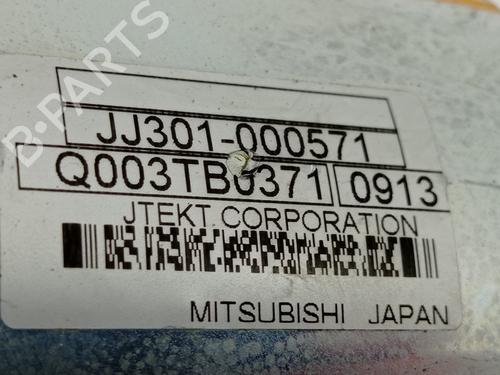 B-PARTS
JJ301-000571
Q003TB0371 0913
JTEKT CORPORATION
MITSUBISHI JAPAN